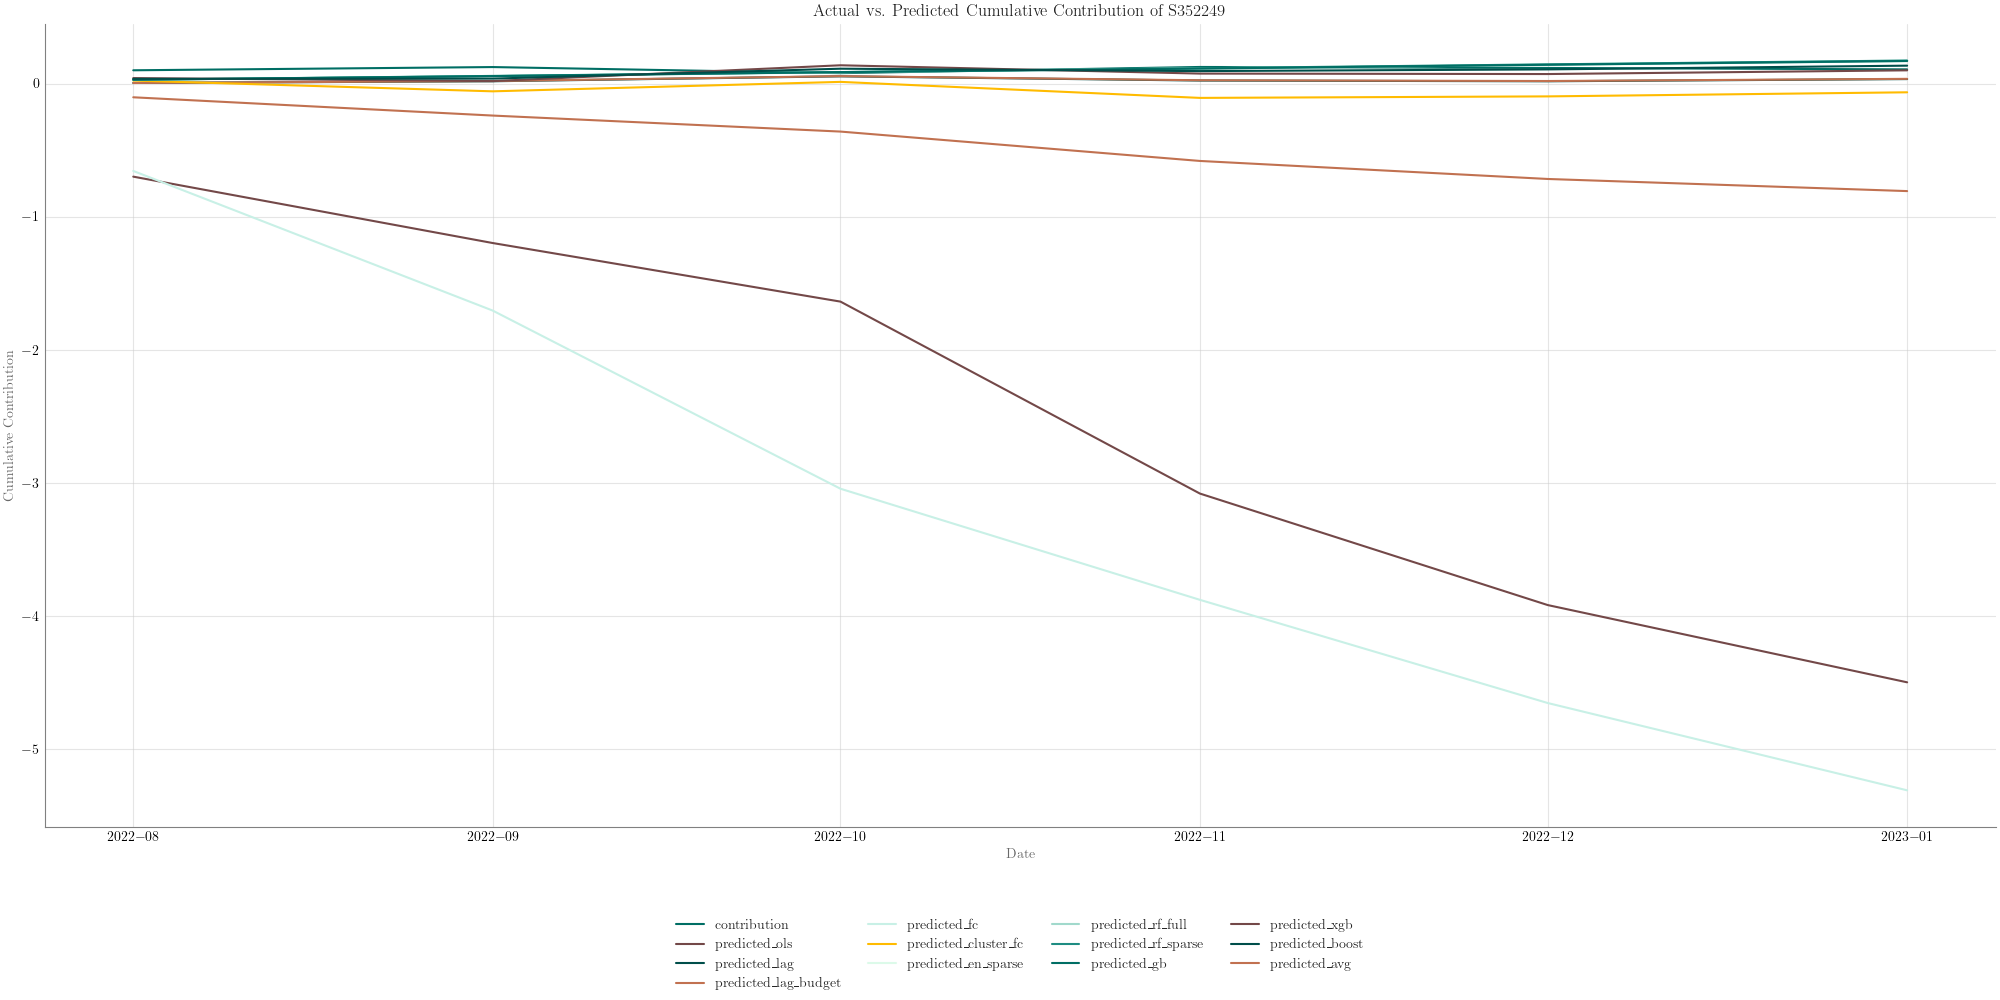 Actual vs. Predicted Cumulative Contribution of S352249
Cumulative Contribution
0
−1
−2
−3
−4
−5
2022−08 2022−09 2022−10 2022−11 2022−12 2023−01
Date
contribution predicted_fc predicted_rf_full predicted_xgb
predicted_ols predicted_cluster_fc predicted_rf_sparse predicted_boost
predicted_lag predicted_en_sparse predicted_gb predicted_avg
predicted_lag_budget